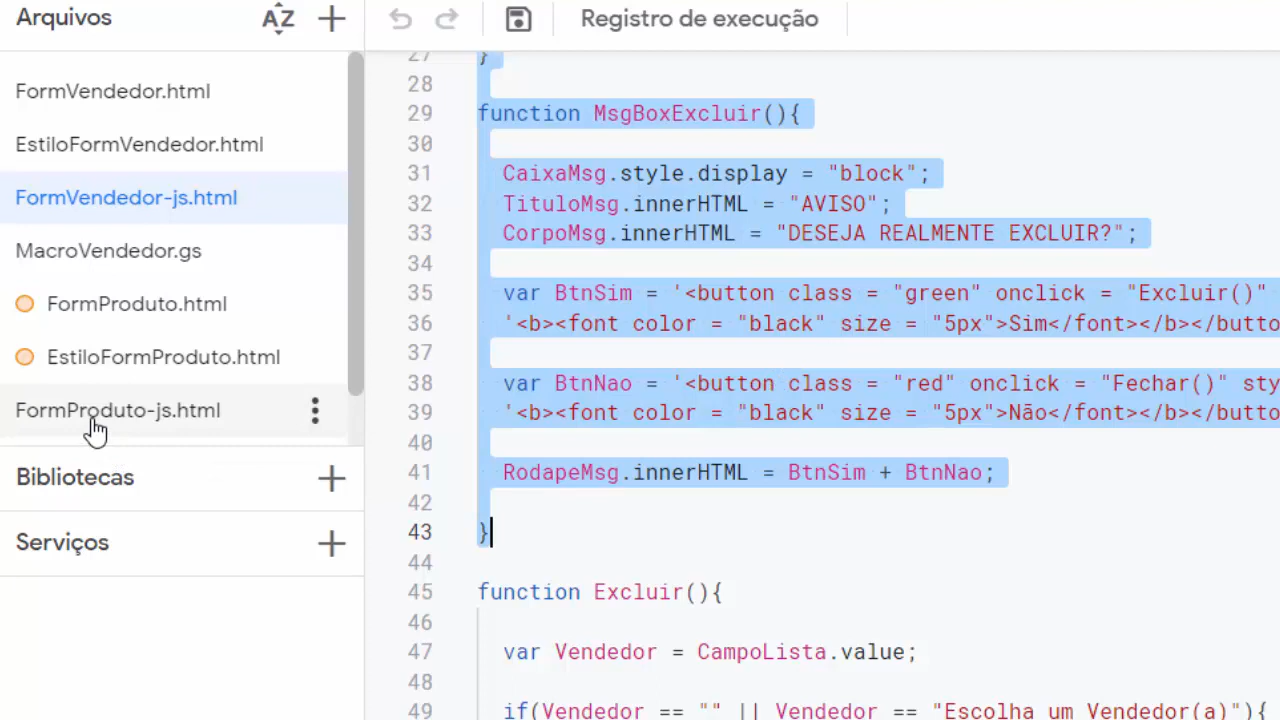 Arquivos
AZ
Registro de execução
FormVendedor.html
EstiloFormVendedor.html
FormVendedor-js.html
MacroVendedor.gs
FormProduto.html
EstiloFormProduto.html
FormProduto-js.html
Bibliotecas
Serviços
27 }
28
29 function MsgBoxExcluir(){
30
31 CaixaMsg.style.display = "block";
32 TituloMsg.innerHTML = "AVISO";
33 CorpoMsg.innerHTML = "DESEJA REALMENTE EXCLUIR?";
34
35 var BtnSim = '<button class = "green" onclick = "Excluir()"
36 '<b><font color = "black" size = "5px">Sim</font></b></butto
37
38 var BtnNao = '<button class = "red" onclick = "Fechar()" sty
39 '<b><font color = "black" size = "5px">Não</font></b></butto
40
41 RodapeMsg.innerHTML = BtnSim + BtnNao;
42
43 }
44
45 function Excluir(){
46
47 var Vendedor = CampoLista.value;
48
49 if(Vendedor == "" || Vendedor == "Escolha um Vendedor(a)"){